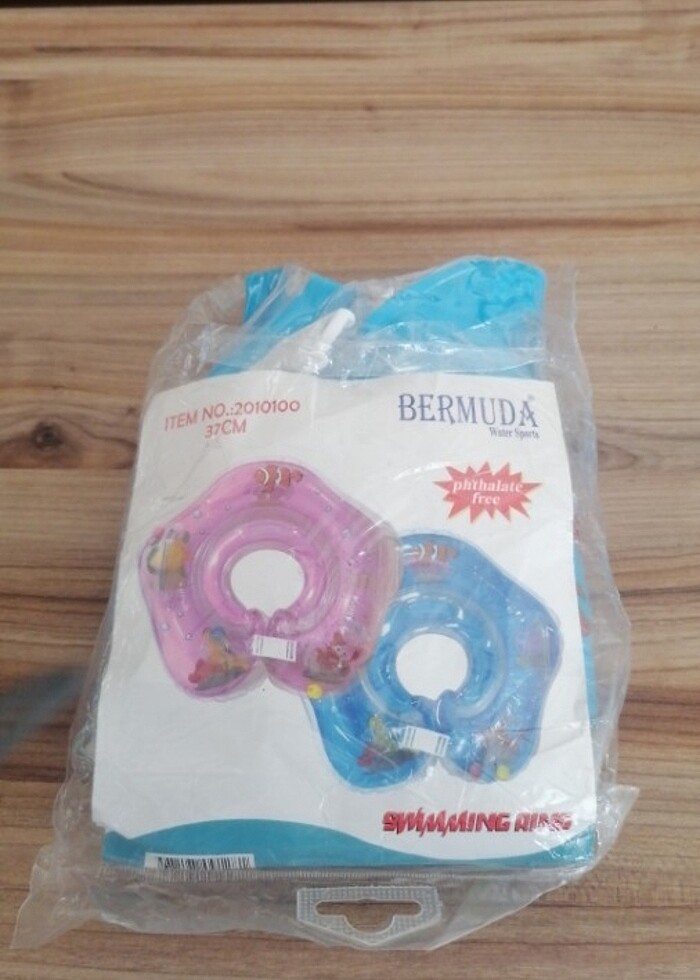 ITEM NO.:2010100
37CM
BERMUDA
Water Sports
phthalate
free
SWIMMING RING